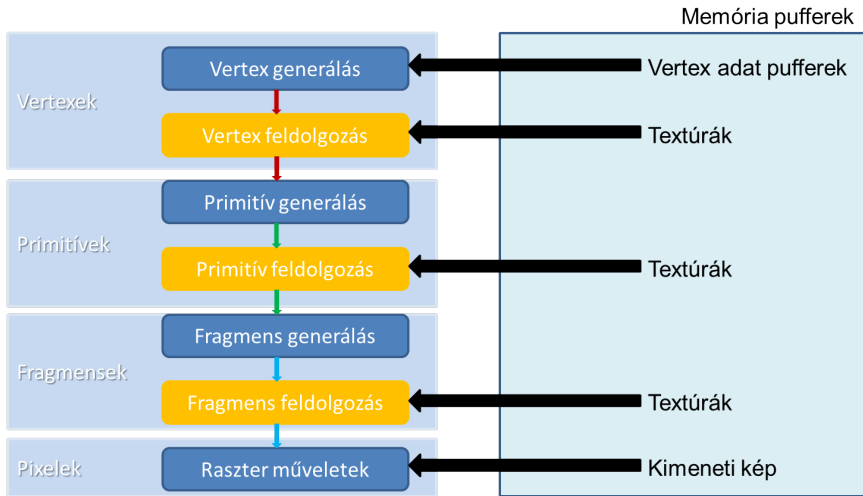 Memória pufferek
Vertexek
Vertex generálás
Vertex adat pufferek
Vertex feldolgozás
Textúrák
Primitívek
Primitív generálás
Primitív feldolgozás
Textúrák
Fragmensek
Fragmens generálás
Fragmens feldolgozás
Textúrák
Pixelek
Raszter műveletek
Kimeneti kép